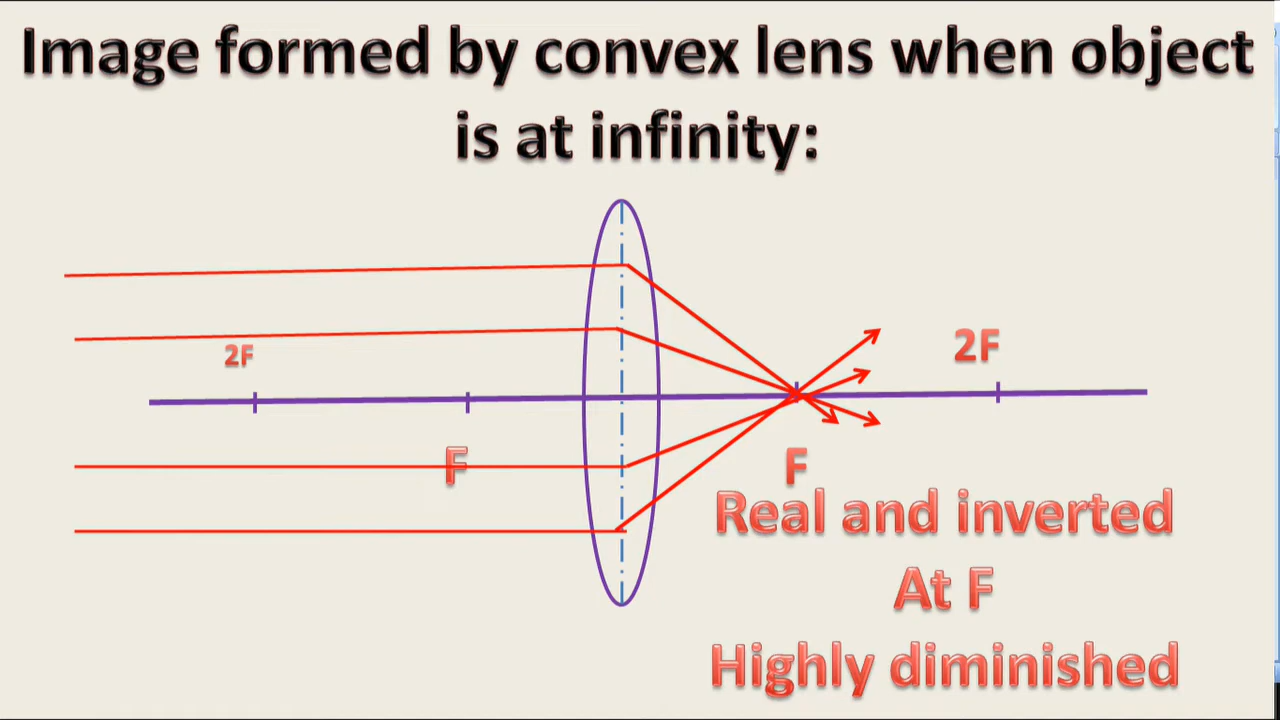 Image formed by convex lens when object
is at infinity:
2F
2F
F
F
Real and inverted
At F
Highly diminished